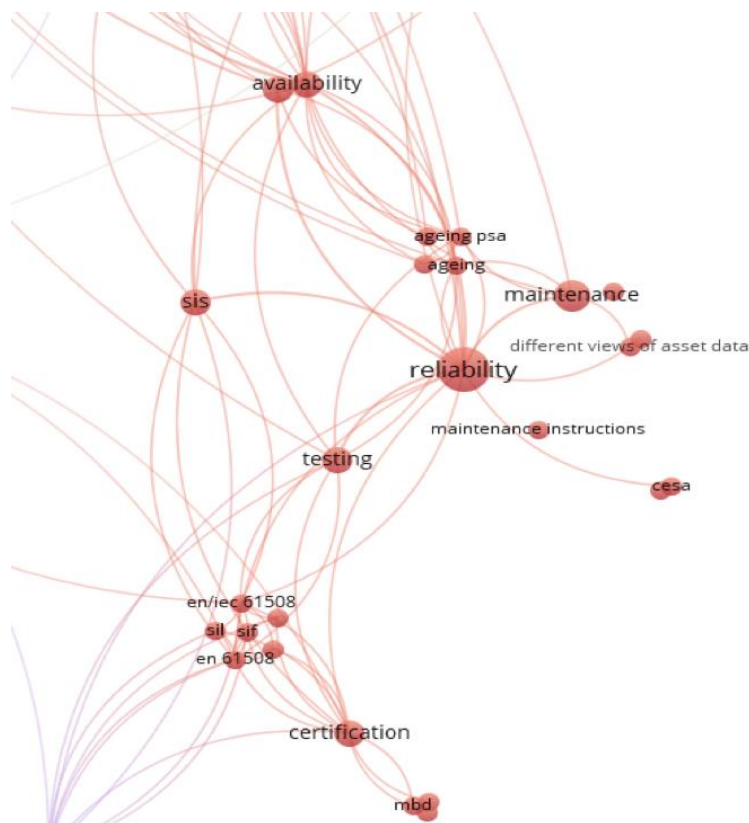 availability
ageing psa
ageing
maintenance
sis
different views of asset data
reliability
maintenance instructions
testing
cesa
en/iec 61508
sil
sif
en 61508
certification
mbd